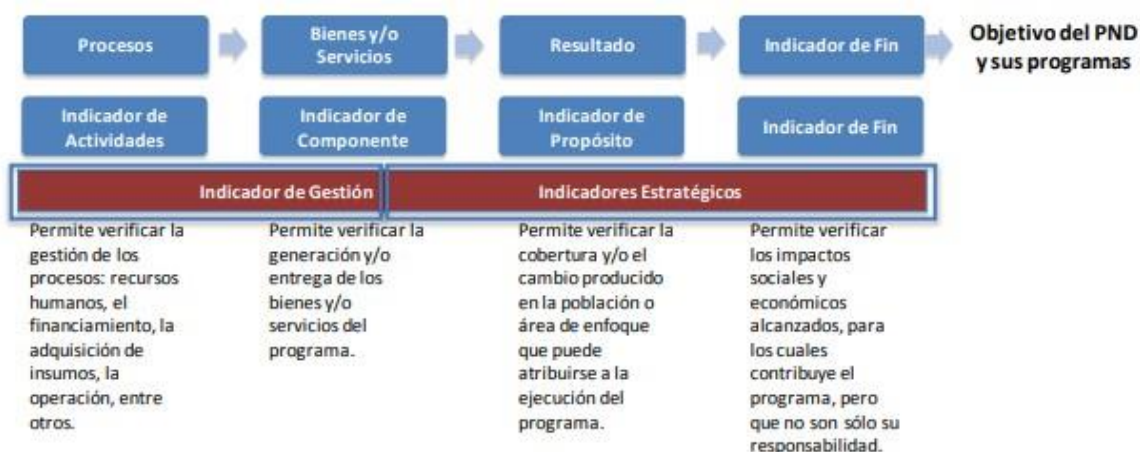 Procesos
Bienes y/o
Servicios
Resultado
Indicador de Fin
Objetivo del PND
y sus programas
Indicador de
Actividades
Indicador de
Componente
Indicador de
Propósito
Indicador de Fin
Indicador de Gestión
Indicadores Estratégicos
Permite verificar la
gestión de los
procesos: recursos
humanos, el
financiamiento, la
adquisición de
insumos, la
operación, entre
otros.
Permite verificar la
generación y/o
entrega de los
bienes y/o
servicios del
programa.
Permite verificar la
cobertura y/o el
cambio producido
en la población o
área de enfoque
que puede
atribuirse a la
ejecución del
programa.
Permite verificar
los impactos
sociales y
económicos
alcanzados, para
los cuales
contribuye el
programa, pero
que no son sólo su
responsabilidad.